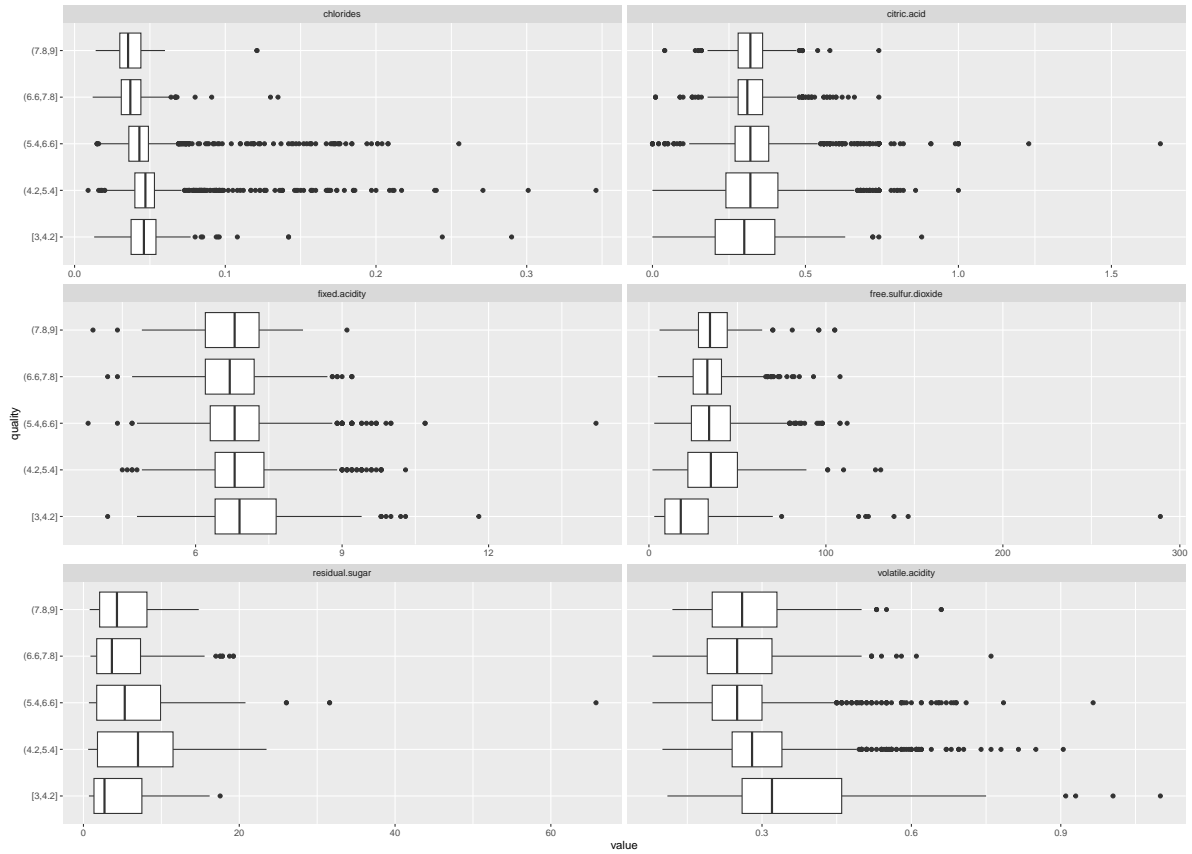 chlorides
citric.acid
(7.8,9]
(6.6,7.8]
(5.4,6.6]
(4.2,5.4]
[3,4.2]
0.0 0.1 0.2 0.3
0.0 0.5 1.0 1.5
fixed.acidity
free.sulfur.dioxide
(7.8,9]
(6.6,7.8]
(5.4,6.6]
(4.2,5.4]
[3,4.2]
quality
6 9 12
0 100 200 300
residual.sugar
volatile.acidity
(7.8,9]
(6.6,7.8]
(5.4,6.6]
(4.2,5.4]
[3,4.2]
0 20 40 60
0.3 0.6 0.9
value